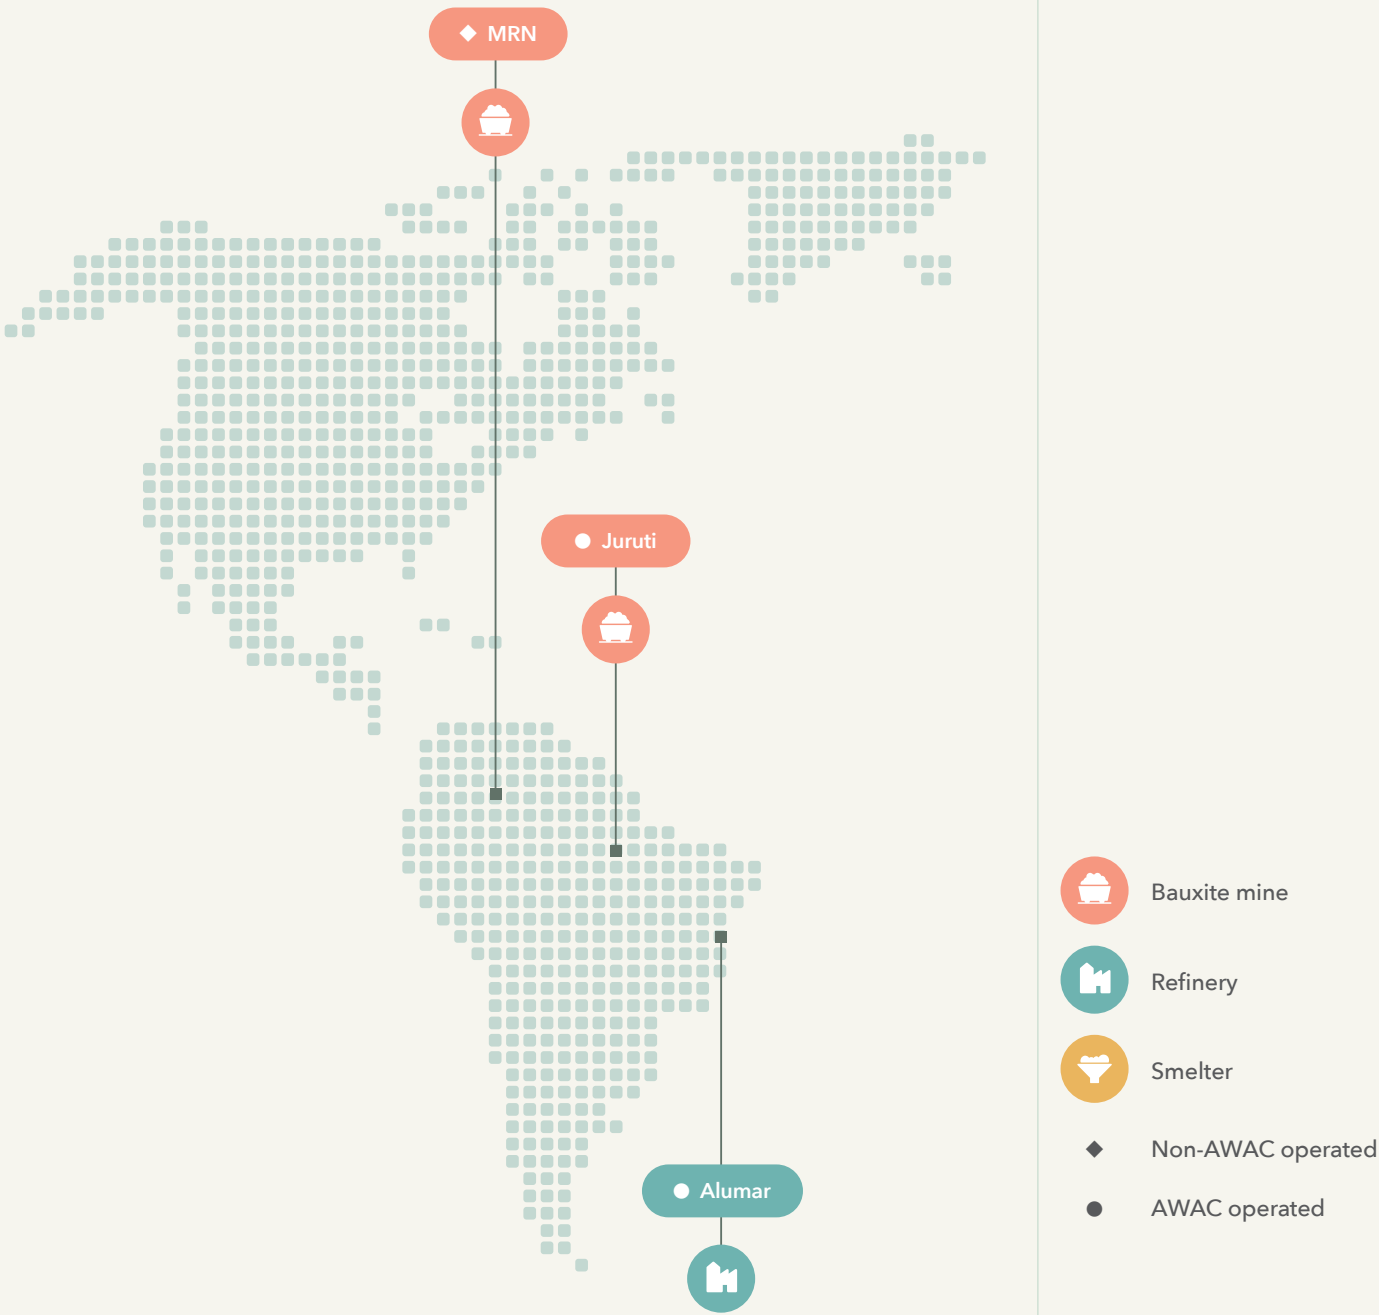 MRN
Juruti
Alumar
Bauxite mine
Refinery
Smelter
Non-AWAC operated
AWAC operated